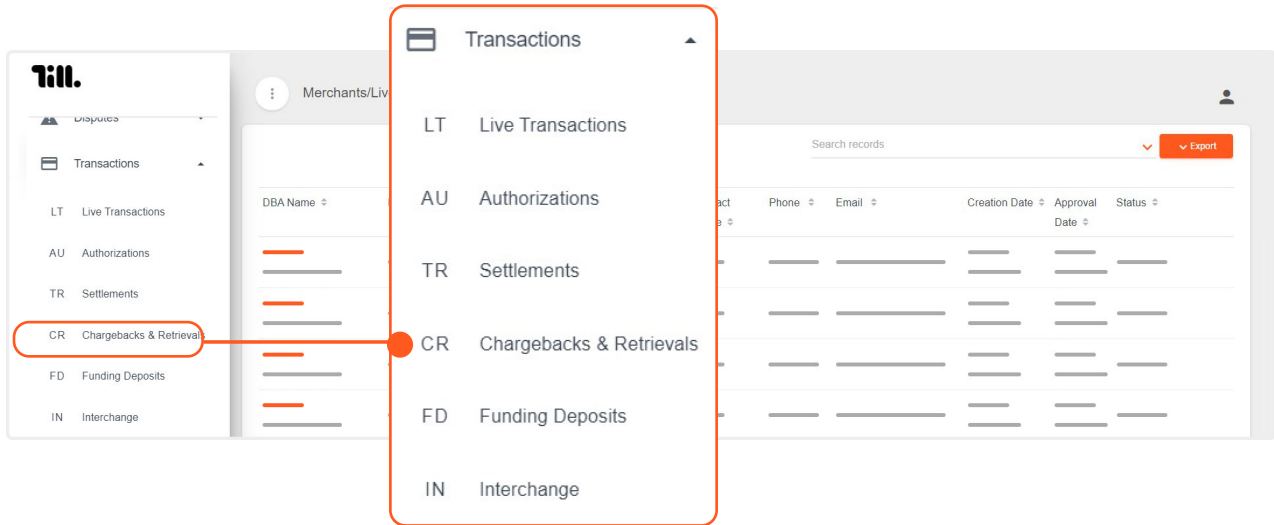 Till.
Disputes
Transactions
LT Live Transactions
AU Authorizations
TR Settlements
CR Chargebacks & Retrievals
FD Funding Deposits
IN Interchange
Merchants/Liv
Search records
Export
DBA Name
Phone
Email
Creation Date
Approval
Date
Status
Transactions
LT Live Transactions
AU Authorizations
TR Settlements
CR Chargebacks & Retrievals
FD Funding Deposits
IN Interchange